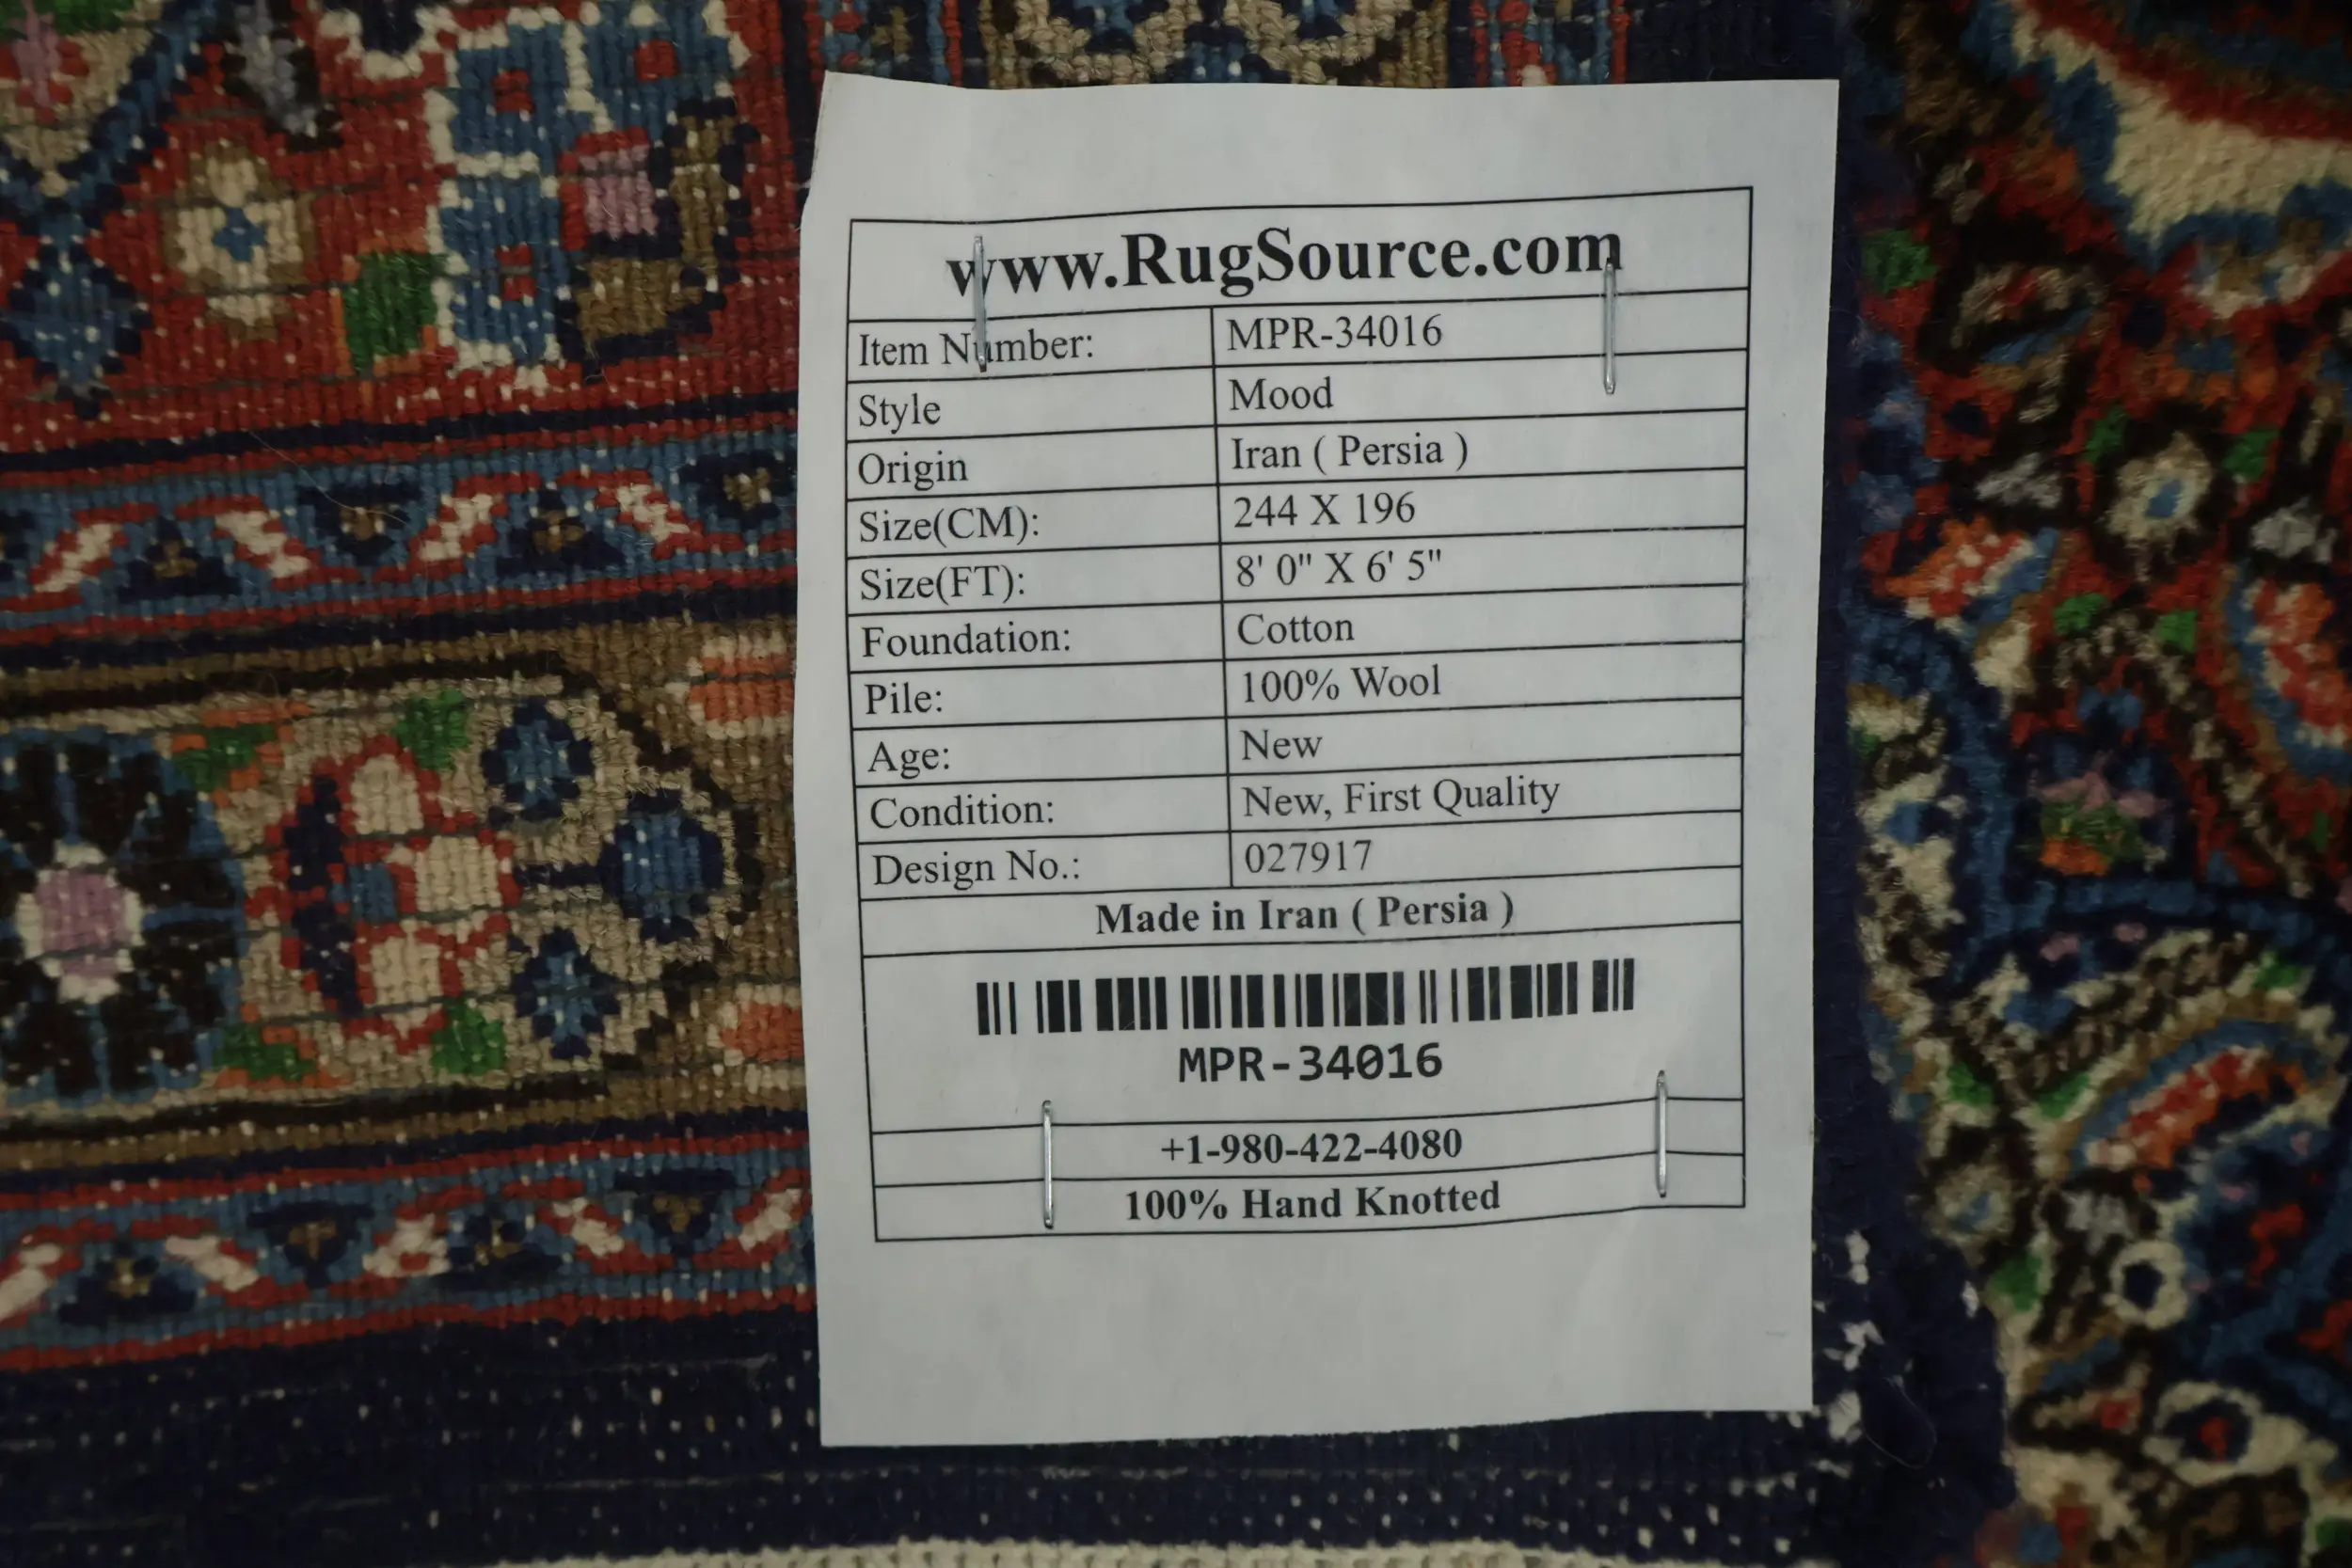 www.RugSource.com
Item Number: MPR-34016
Style Mood
Origin Iran ( Persia )
Size(CM): 244 X 196
Size(FT): 8' 0" X 6' 5"
Foundation: Cotton
Pile: 100% Wool
Age: New
Condition: New, First Quality
Design No.: 027917
Made in Iran ( Persia )
MPR-34016
+1-980-422-4080
100% Hand Knotted